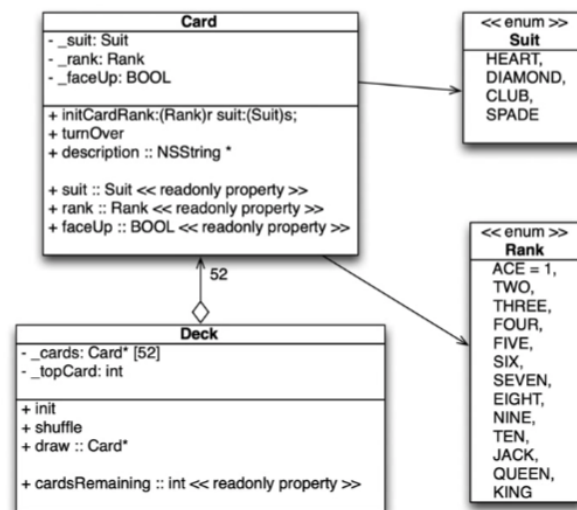 Card
- _suit: Suit
- _rank: Rank
- _faceUp: BOOL
+ initCardRank:(Rank)r suit:(Suit)s;
+ turnOver
+ description :: NSString *
+ suit :: Suit << readonly property >>
+ rank :: Rank << readonly property >>
+ faceUp :: BOOL << readonly property >>
<< enum >>
Suit
HEART,
DIAMOND,
CLUB,
SPADE
52
Deck
- _cards: Card* [52]
- _topCard: int
+ init
+ shuffle
+ draw :: Card*
+ cardsRemaining :: int << readonly property >>
<< enum >>
Rank
ACE = 1,
TWO,
THREE,
FOUR,
FIVE,
SIX,
SEVEN,
EIGHT,
NINE,
TEN,
JACK,
QUEEN,
KING